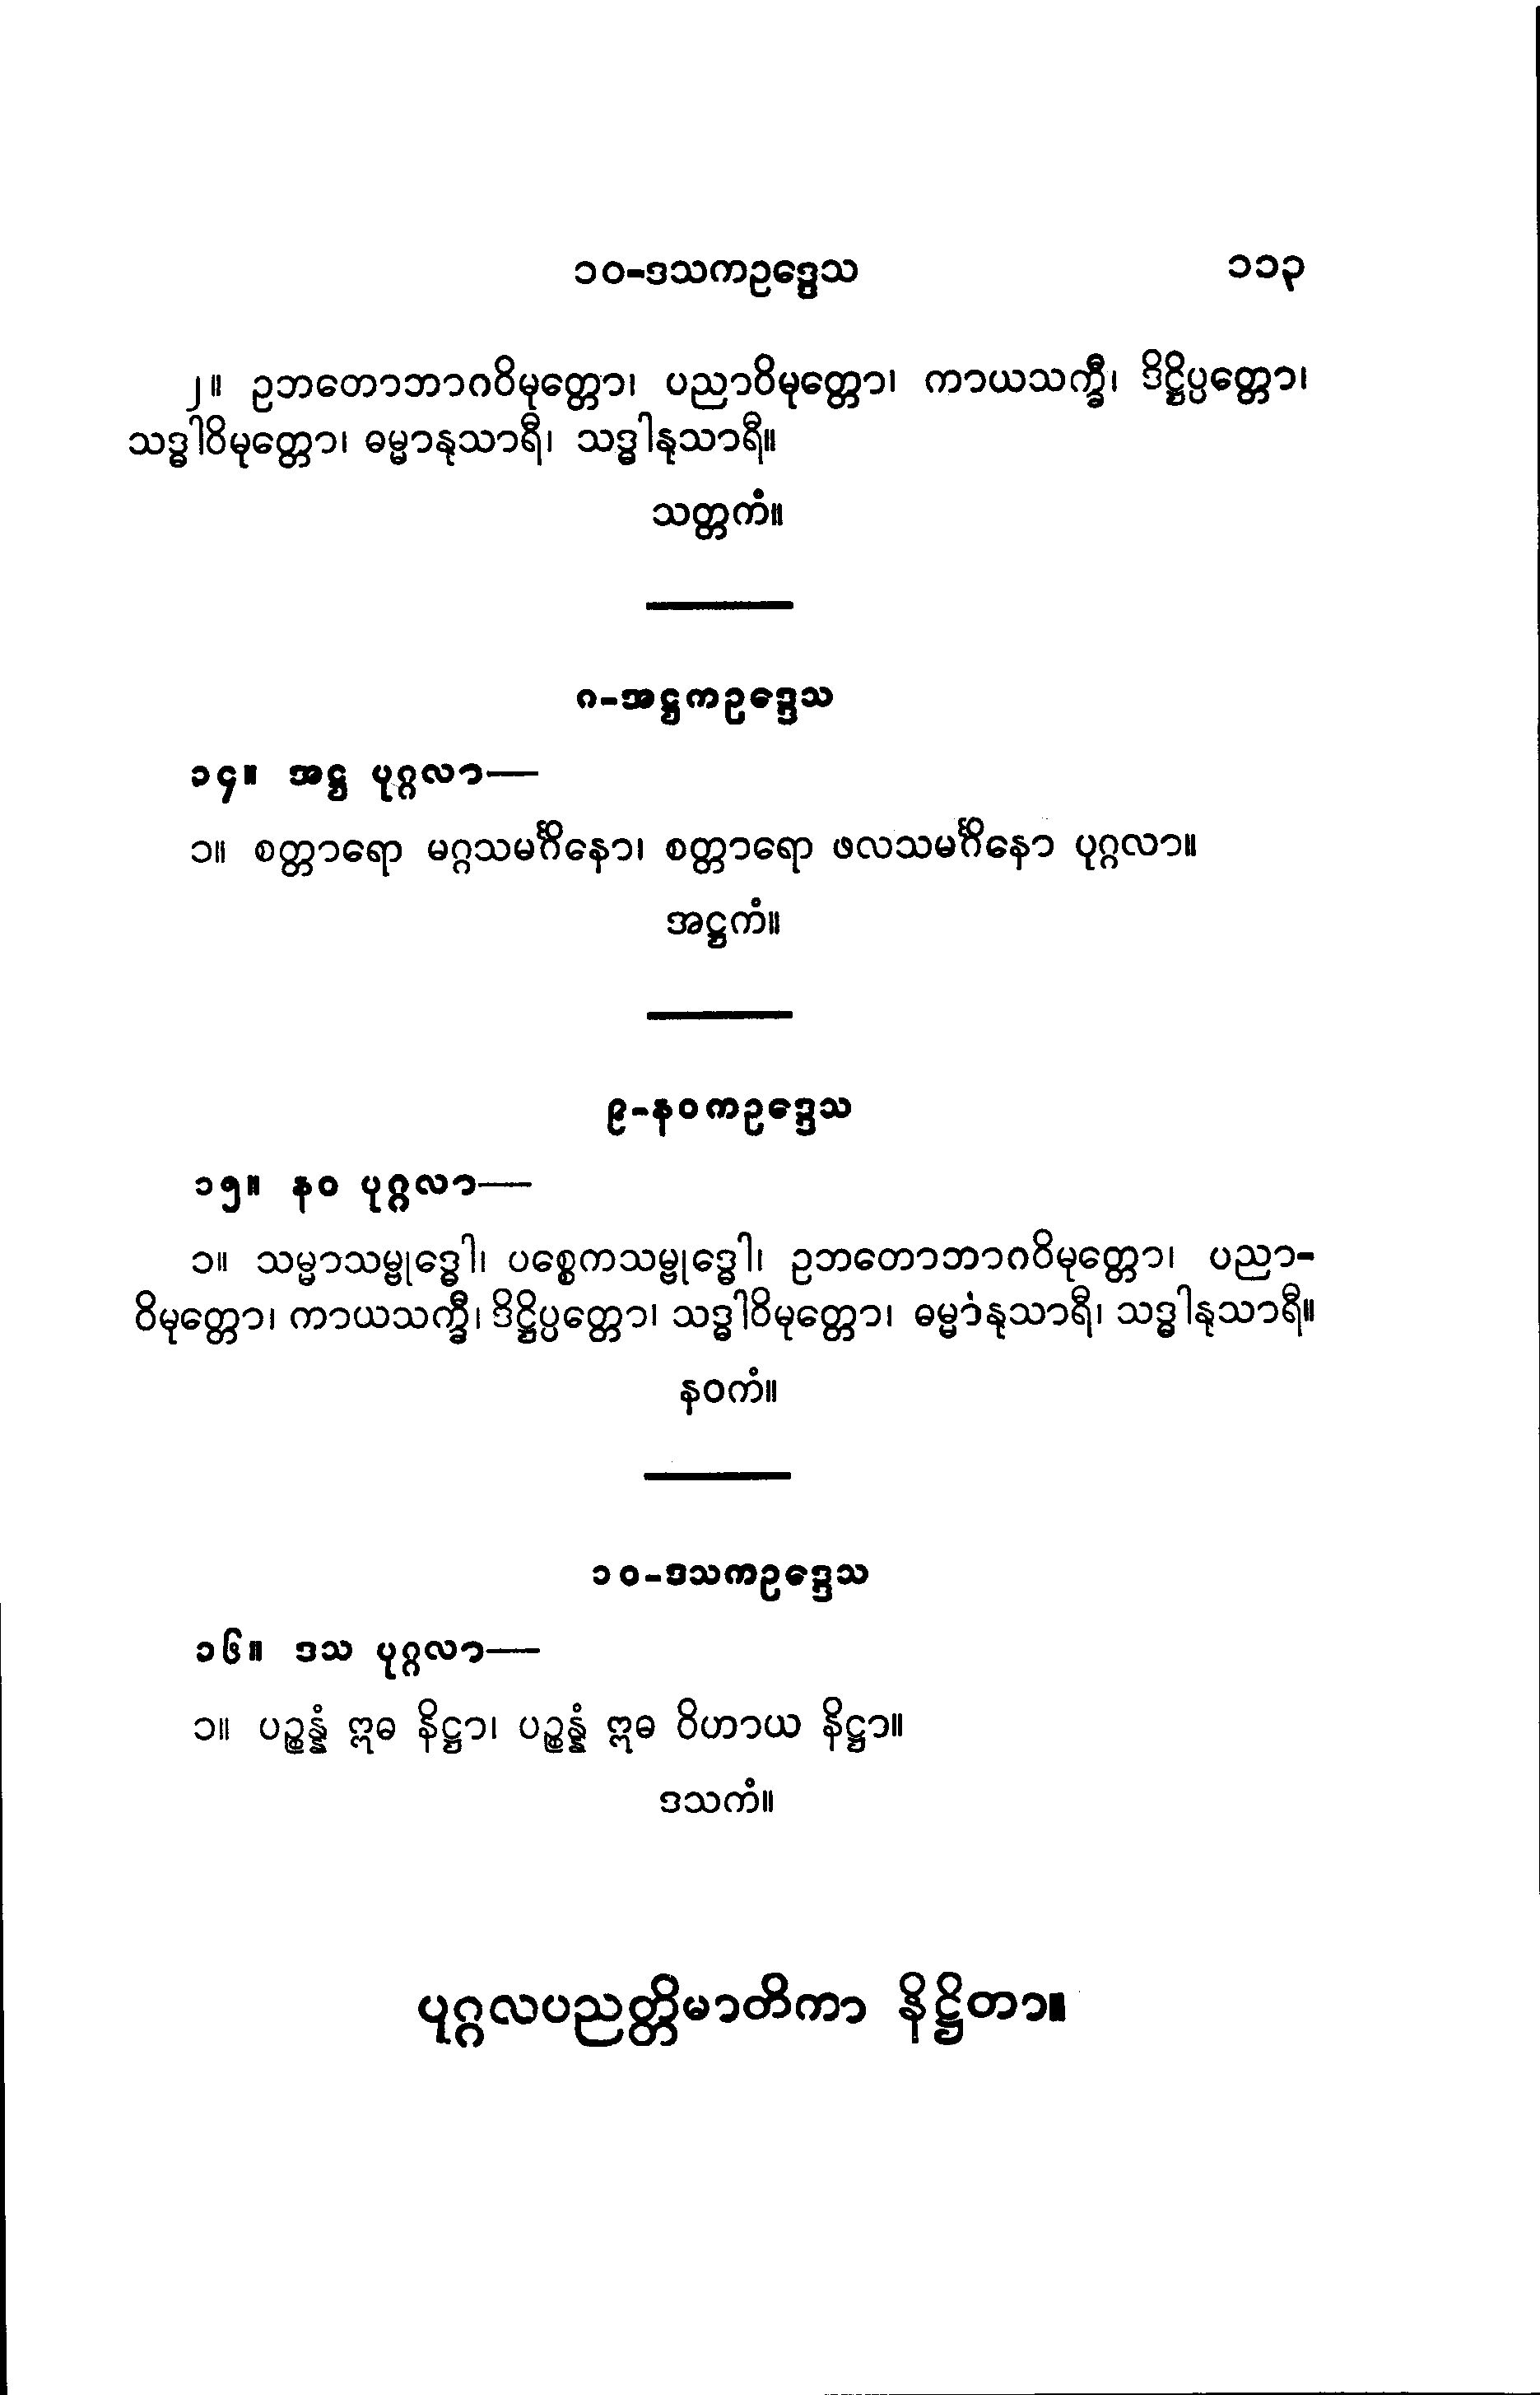 ၁၀-ဒသကဥဒ္ဒေသ ၁၁၃
၂။ ဥဘတောဘာဂဝိမုတ္တော၊ ပညာဝိမုတ္တော၊ ကာယသက္ခီ၊ ဒိဋ္ဌိပ္ပတ္တော၊
သဒ္ဓါဝိမုတ္တော၊ ဓမ္မာနုသာရီ၊ သဒ္ဓါနုသာရီ။
သတ္တကံ။
၈-အဋ္ဌကဥဒ္ဒေသ
၁၄။ အဋ္ဌ ပုဂ္ဂလာ—
၁။ စတ္တာရော မဂ္ဂသမင်္ဂိနော၊ စတ္တာရော ဖလသမင်္ဂိနော ပုဂ္ဂလာ။
အဋ္ဌကံ။
၉-နဝကဥဒ္ဒေသ
၁၅။ နဝ ပုဂ္ဂလာ—
၁။ သမ္မာသမ္ဗုဒ္ဓေါ၊ ပစ္စေကသမ္ဗုဒ္ဓေါ၊ ဥဘတောဘာဂဝိမုတ္တော၊ ပညာ-
ဝိမုတ္တော၊ ကာယသက္ခီ၊ ဒိဋ္ဌိပ္ပတ္တော၊ သဒ္ဓါဝိမုတ္တော၊ ဓမ္မာနုသာရီ၊ သဒ္ဓါနုသာရီ။
နဝကံ။
၁၀-ဒသကဥဒ္ဒေသ
၁၆။ ဒသ ပုဂ္ဂလာ—
၁။ ပဉ္စန္နံ ဣဓ နိဋ္ဌာ၊ ပဉ္စန္နံ ဣဓ ဝိဟာယ နိဋ္ဌာ။
ဒသကံ။
ပုဂ္ဂလပညတ္တိမာတိကာ နိဋ္ဌိတာ။